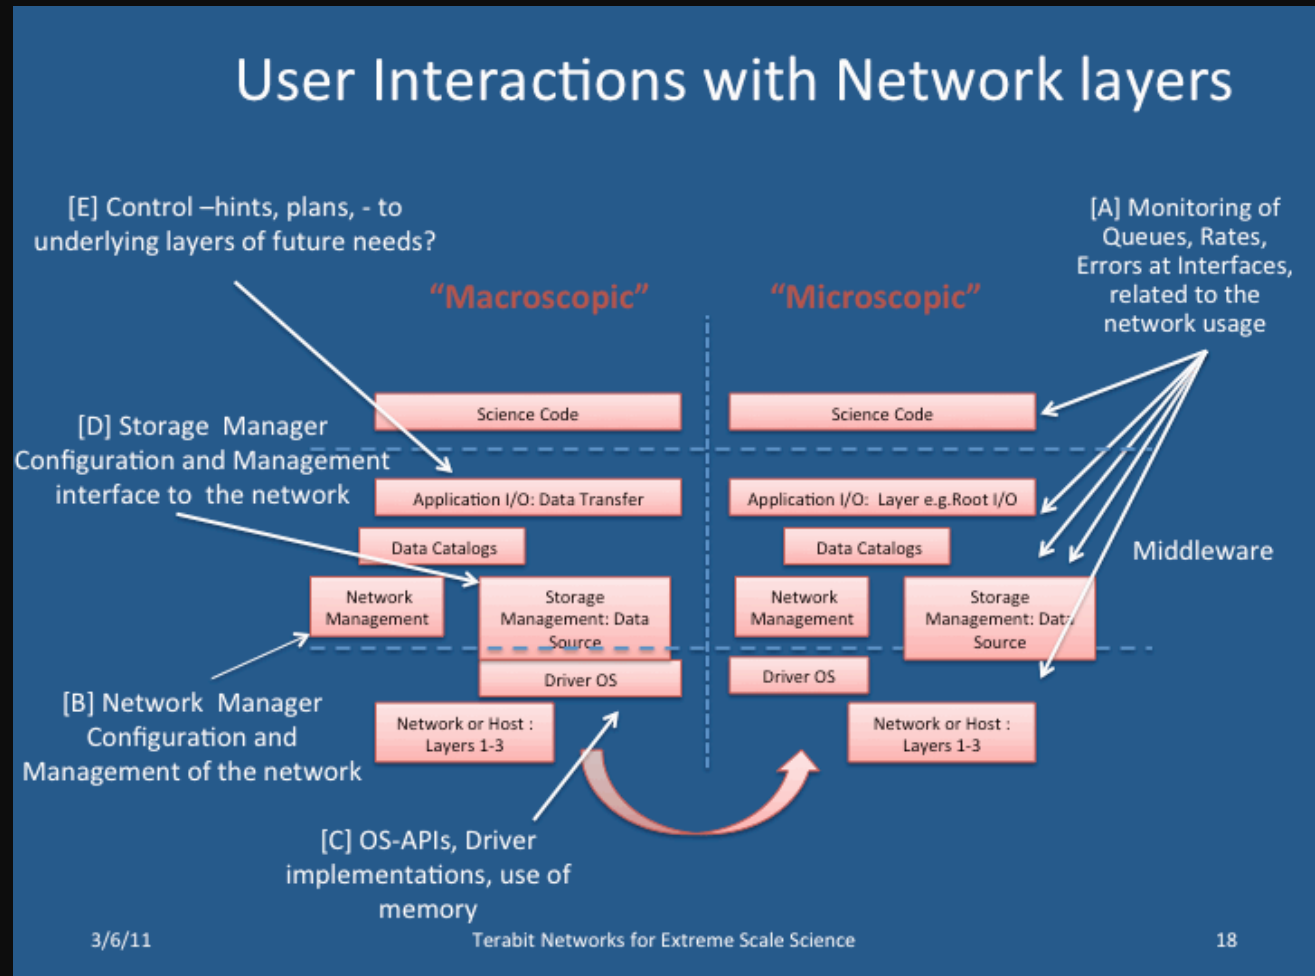 User Interactions with Network layers
[E] Control –hints, plans, - to
underlying layers of future needs?
[A] Monitoring of
Queues, Rates,
Errors at Interfaces,
related to the
network usage
“Macroscopic”
“Microscopic”
[D] Storage Manager
Configuration and Management
interface to the network
Science Code
Application I/O: Data Transfer
Data Catalogs
Network
Management
Storage
Management: Data
Source
Driver OS
Network or Host :
Layers 1-3
Science Code
Application I/O: Layer e.g.Root I/O
Data Catalogs
Network
Management
Storage
Management: Data
Source
Driver OS
Network or Host :
Layers 1-3
Middleware
[B] Network Manager
Configuration and
Management of the network
[C] OS-APIs, Driver
implementations, use of
memory
3/6/11
Terabit Networks for Extreme Scale Science
18